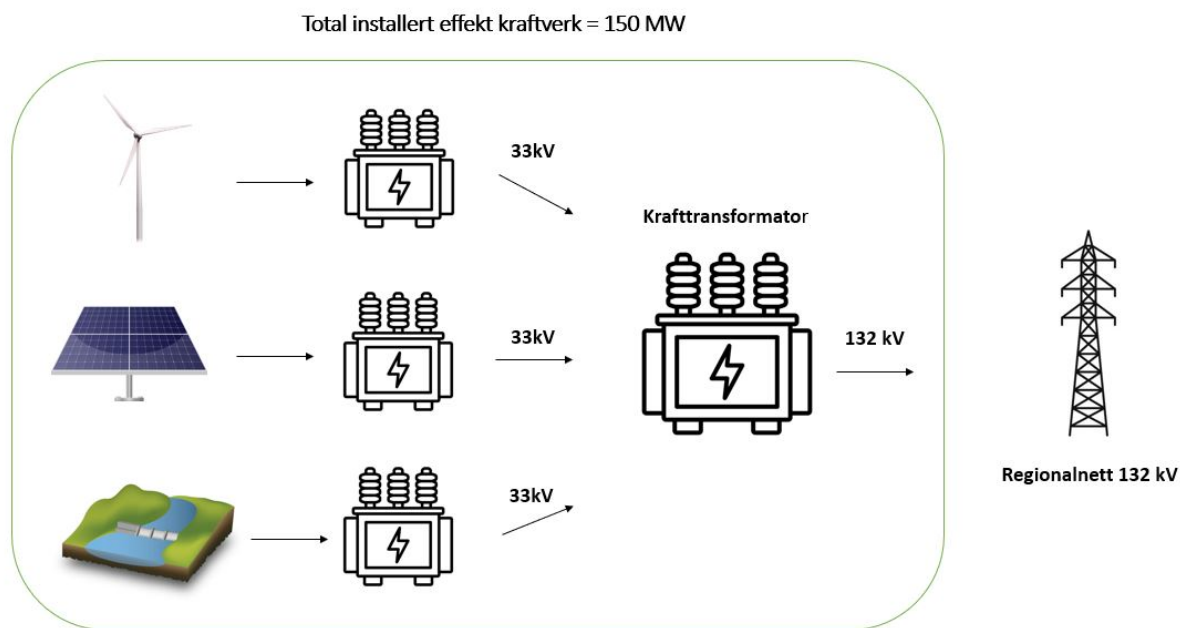 Total installert effekt kraftverk = 150 MW
33kV
Krafttransformator
33kV
132 kV
33kV
Regionalnett 132 kV